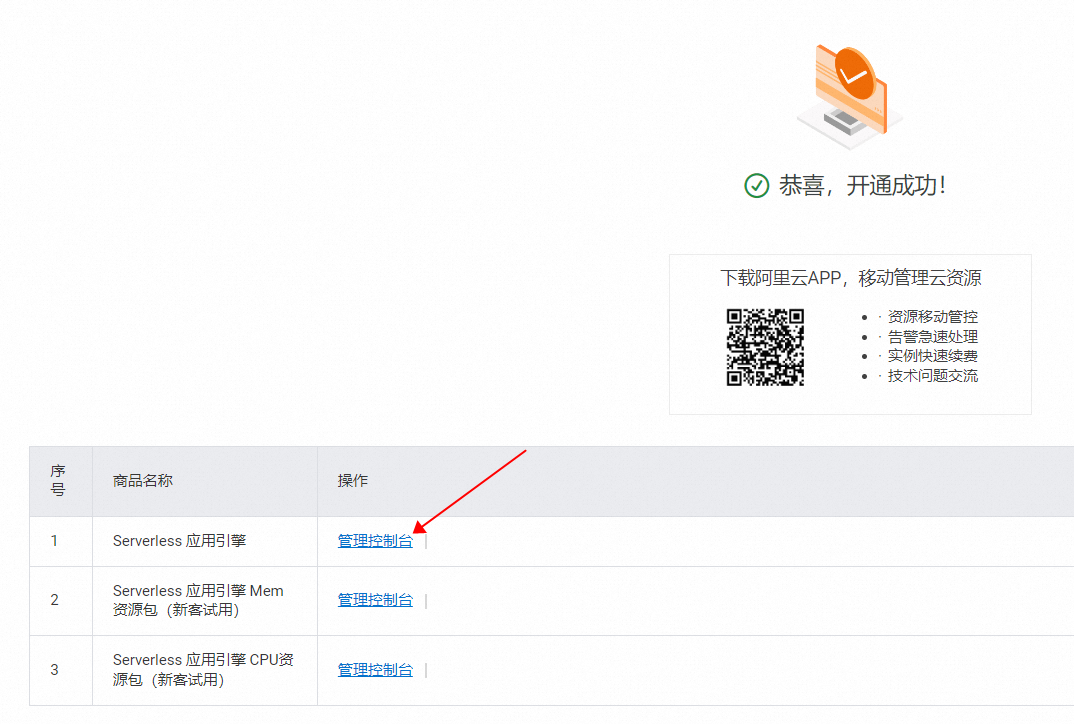 恭喜，开通成功！
下载阿里云APP，移动管理云资源
· 资源移动管控
· 告警急速处理
· 实例快速续费
· 技术问题交流
序号
商品名称
操作
1
Serverless 应用引擎
管理控制台
2
Serverless 应用引擎 Mem
资源包（新客试用）
管理控制台
3
Serverless 应用引擎 CPU资
源包（新客试用）
管理控制台